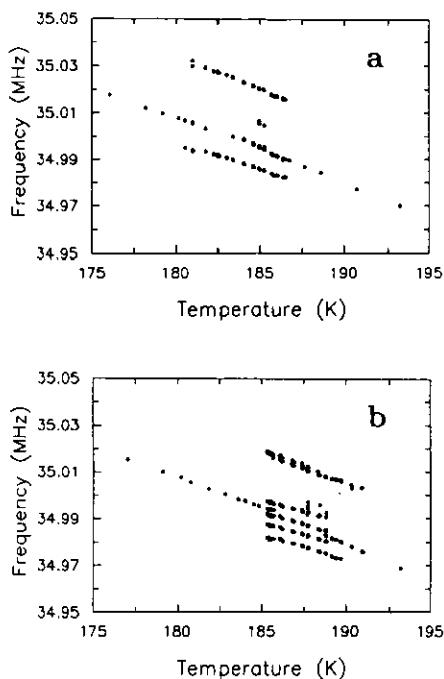 35.05
a
35.03
35.01
34.99
34.97
34.95
Frequency (MHz)
175 180 185 190 195
Temperature (K)
35.05
b
35.03
35.01
34.99
34.97
34.95
Frequency (MHz)
175 180 185 190 195
Temperature (K)